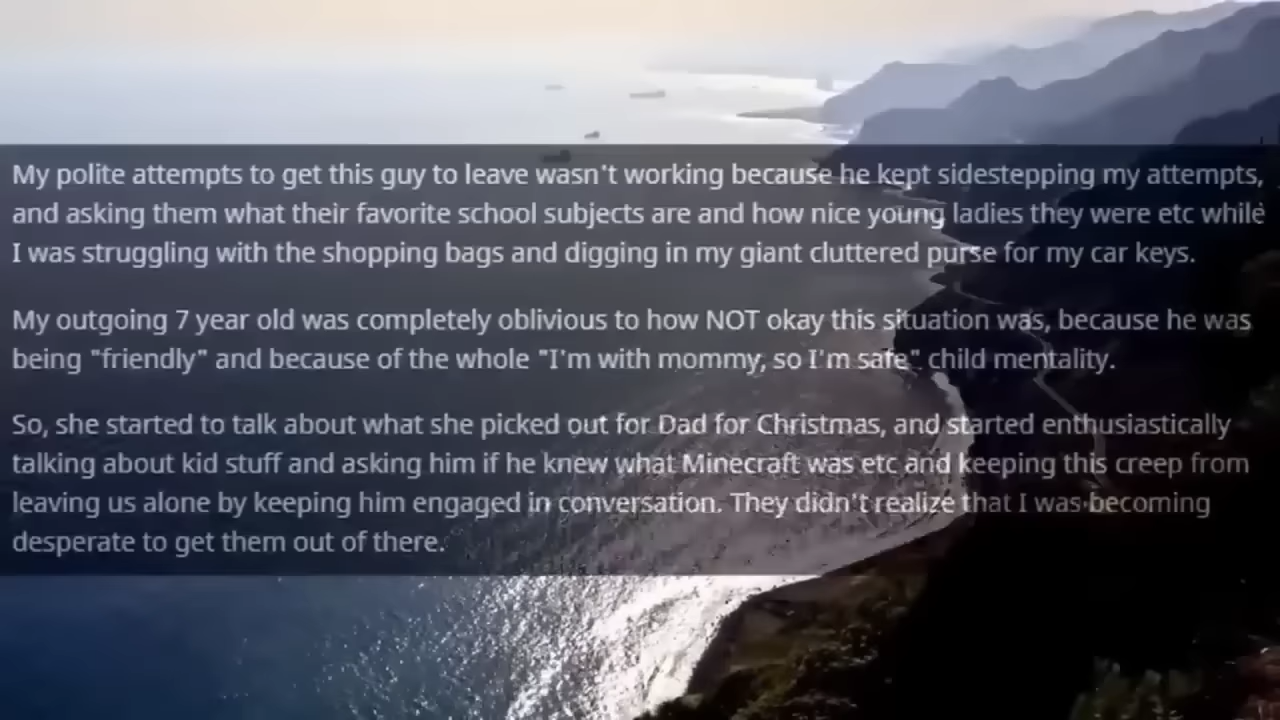 My polite attempts to get this guy to leave wasn't working because he kept sidestepping my attempts,
and asking them what their favorite school subjects are and how nice young ladies they were etc while
I was struggling with the shopping bags and digging in my giant cluttered purse for my car keys.
My outgoing 7 year old was completely oblivious to how NOT okay this situation was, because he was
being "friendly" and because of the whole "I'm with mommy, so I'm safe" child mentality.
So, she started to talk about what she picked out for Dad for Christmas, and started enthusiastically
talking about kid stuff and asking him if he knew what Minecraft was etc and keeping this creep from
leaving us alone by keeping him engaged in conversation. They didn't realize that I was becoming
desperate to get them out of there.